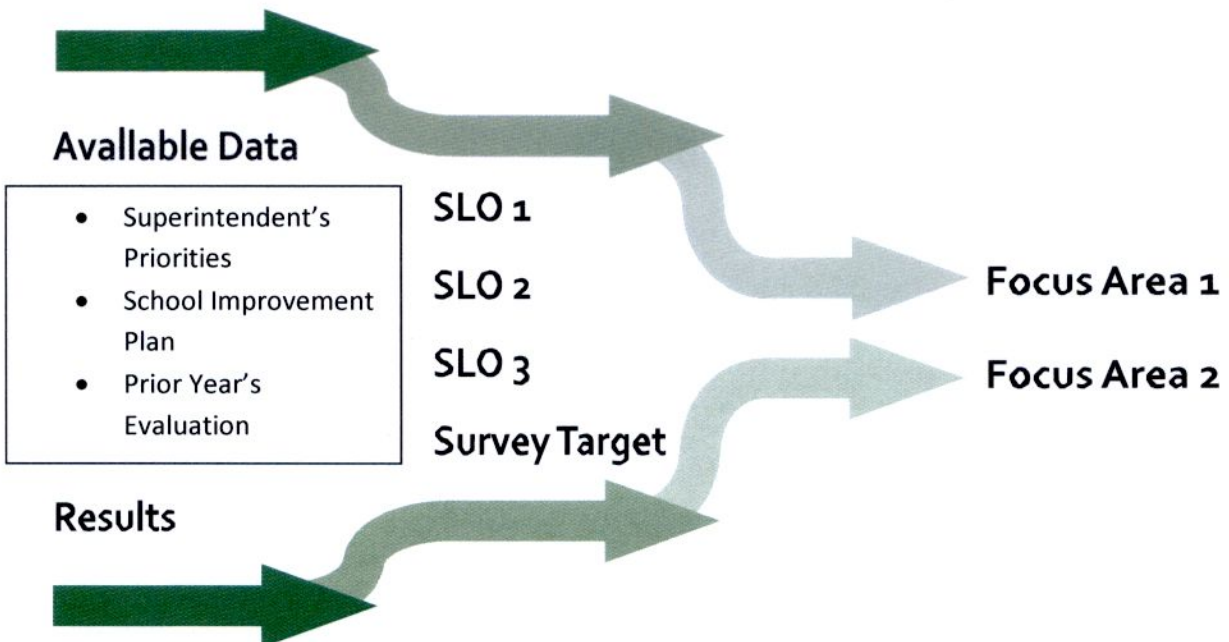 Available Data
• Superintendent's
Priorities
• School Improvement
Plan
• Prior Year's
Evaluation
Results
SLO 1
SLO 2
SLO 3
Survey Target
Focus Area 1
Focus Area 2